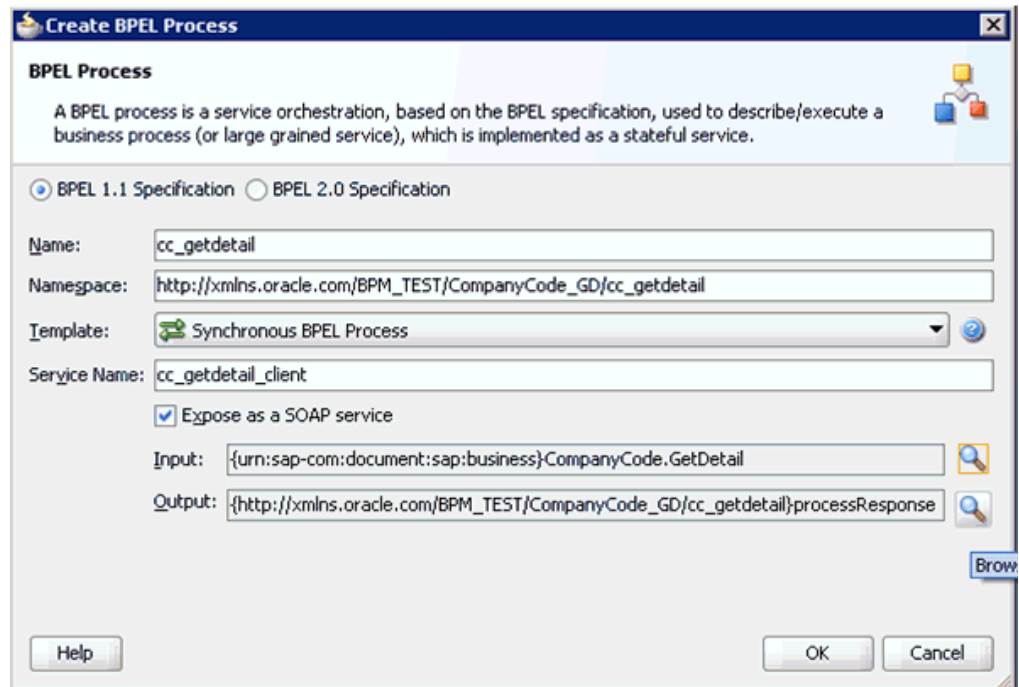 Create BPEL Process
BPEL Process
A BPEL process is a service orchestration, based on the BPEL specification, used to describe/execute a
business process (or large grained service), which is implemented as a stateful service.
BPEL 1.1 Specification BPEL 2.0 Specification
Name: cc_getdetail
Namespace: http://xmlns.oracle.com/BPM_TEST/CompanyCode_GD/cc_getdetail
Template: Synchronous BPEL Process
Service Name: cc_getdetail_client
Expose as a SOAP service
Input: {urn:sap-com:document:sap:business}CompanyCode.GetDetail
Output: {http://xmlns.oracle.com/BPM_TEST/CompanyCode_GD/cc_getdetail}processResponse
Brow
Help OK Cancel